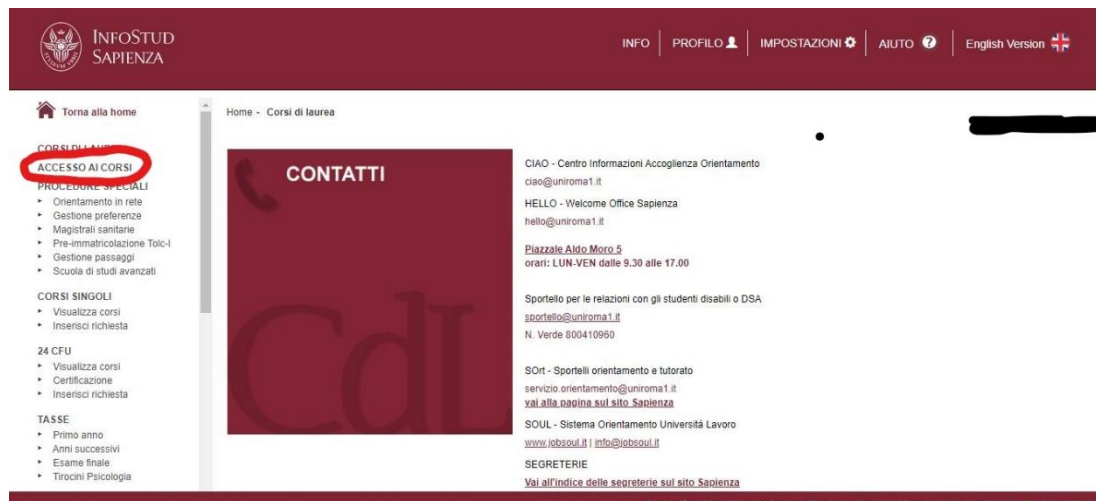 INFOSTUD
SAPIENZA
INFO
PROFILO
IMPOSTAZIONI
AIUTO ?
English Version
Torna alla home
Home - Corsi di laurea
CORSI DI
ACCESSO AI CORSI
PROCEDURE SPECIALI
Orientamento in rete
Gestione preferenze
Magistrali sanitarie
Pre-immatricolazione Tolc-I
Gestione passaggi
Scuola di studi avanzati
CORSI SINGOLI
Visualizza corsi
Inserisci richiesta
24 CFU
Visualizza corsi
Certificazione
Inserisci richiesta
TASSE
Primo anno
Anni successivi
Esame finale
Tirocini Psicologia
CONTATTI
CdL
CIAO - Centro Informazioni Accoglienza Orientamento
ciao@uniroma1.it
HELLO - Welcome Office Sapienza
hello@uniroma1.it
Piazzale Aldo Moro 5
orari: LUN-VEN dalle 9.30 alle 17.00
Sportello per le relazioni con gli studenti disabili o DSA
sportello@uniroma1.it
N. Verde 800410960
SOrt - Sportelli orientamento e tutorato
servizio.orientamento@uniroma1.it
vai alla pagina sul sito Sapienza
SOUL - Sistema Orientamento Università Lavoro
www.jobsoul.it | info@jobsoul.it
SEGRETERIE
Vai all'indice delle segreterie sul sito Sapienza